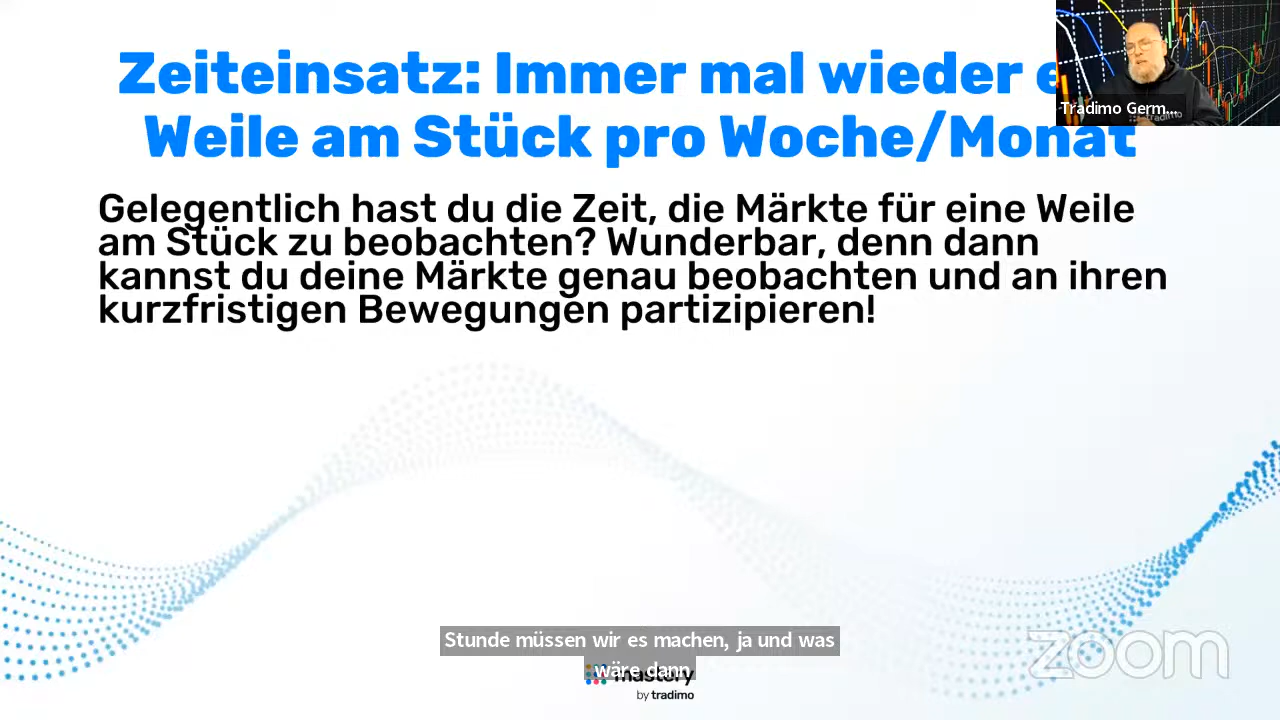 Zeiteinsatz: Immer mal wieder
Weile am Stück pro Woche/Monat
Tradimo Germ...
Gelegentlich hast du die Zeit, die Märkte für eine Weile
am Stück zu beobachten? Wunderbar, denn dann
kannst du deine Märkte genau beobachten und an ihren
kurzfristigen Bewegungen partizipieren!
Stunde müssen wir es machen, ja und was
wäre dann
mastery
by tradimo
zoom